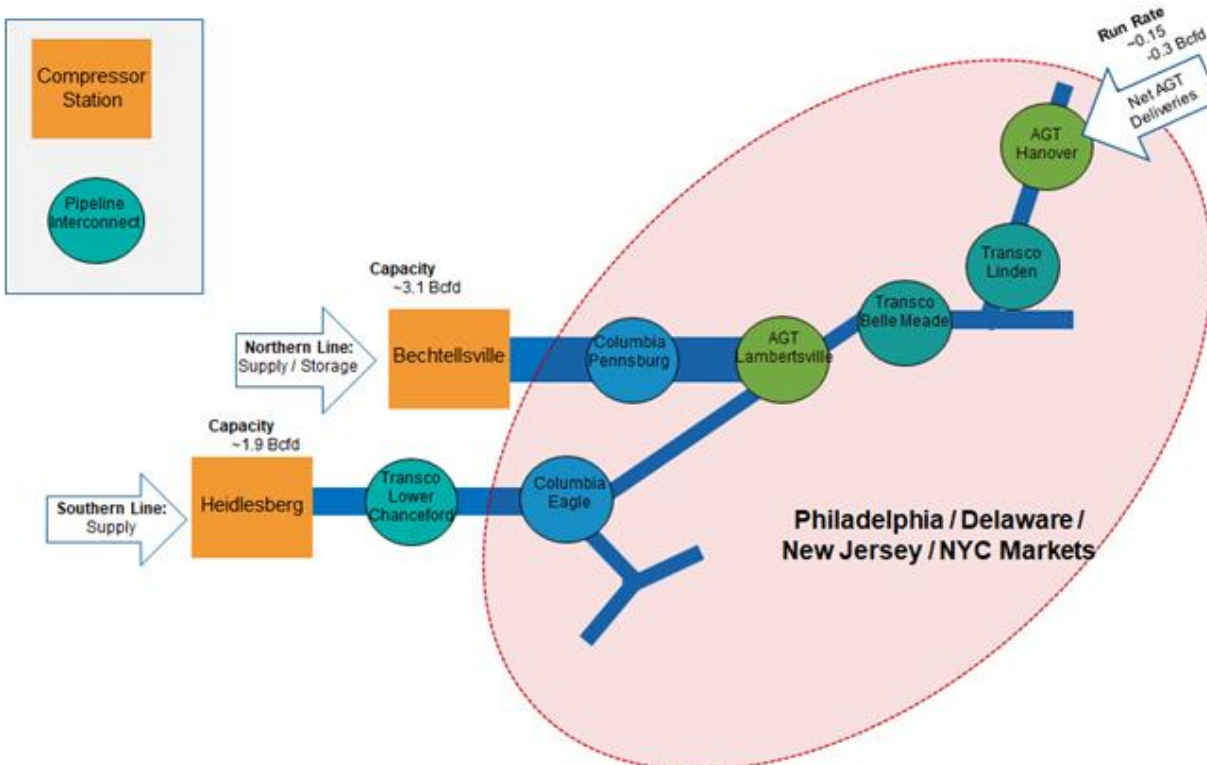 Compressor
Station
Pipeline
Interconnect
Run Rate
~0.15
-0.3 Bcfd
Net AGT
Deliveries
AGT
Hanover
Transco
Linden
Transco
Belle Meade
Capacity
~3.1 Bcfd
Northern Line:
Supply / Storage
Bechtellsville
Columbia
Pennsburg
AGT
Lambertsville
Capacity
~1.9 Bcfd
Southern Line:
Supply
Heidlesberg
Transco
Lower
Chanceford
Columbia
Eagle
Philadelphia / Delaware /
New Jersey / NYC Markets